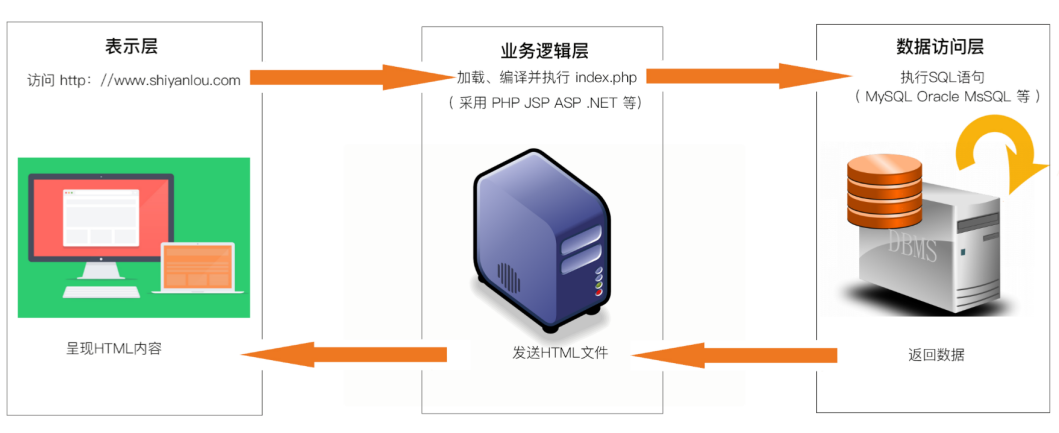 表示层
访问 http：//www.shiyanlou.com
呈现HTML内容
业务逻辑层
加载、编译并执行 index.php
（ 采用 PHP JSP ASP .NET 等）
发送HTML文件
数据访问层
执行SQL语句
（ MySQL Oracle MsSQL 等 ）
DBMS
返回数据